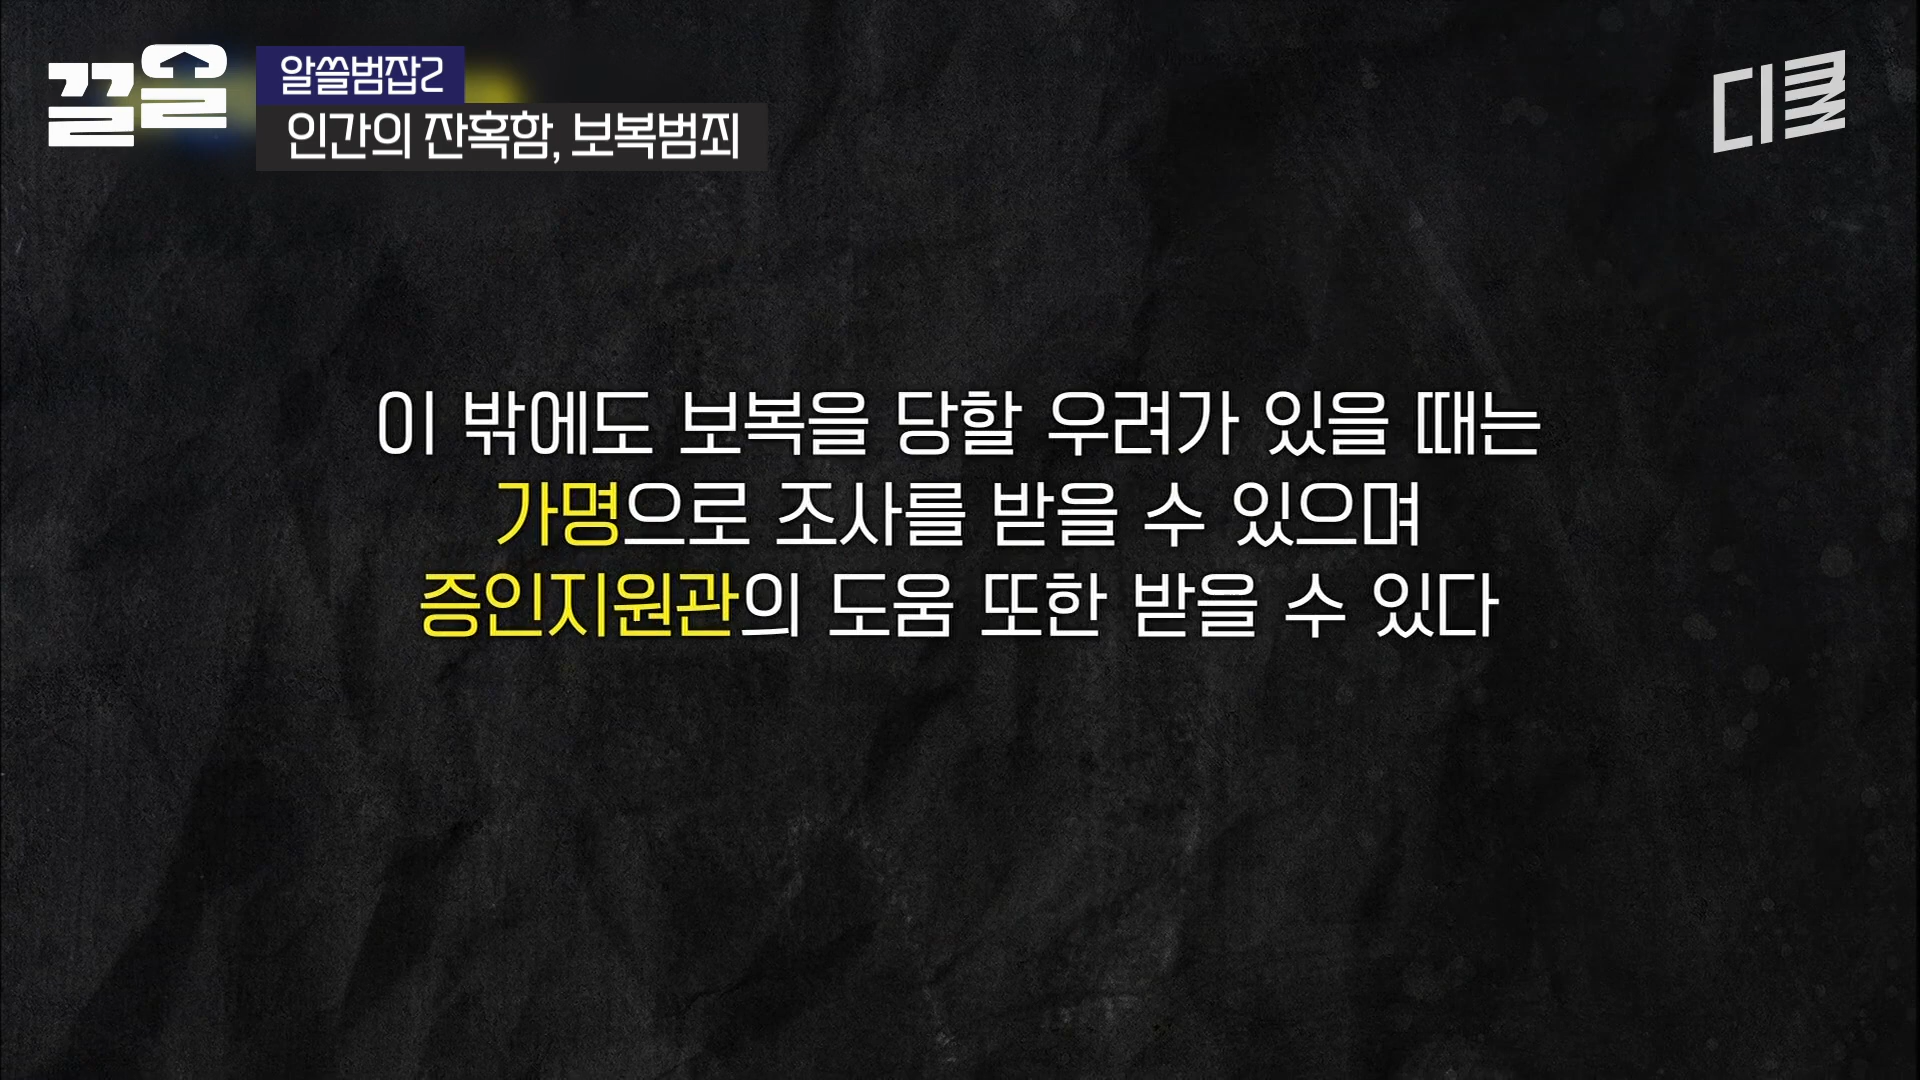 끌올
알쓸범잡2
인간의 잔혹함, 보복범죄
디클
이 밖에도 보복을 당할 우려가 있을 때는
가명으로 조사를 받을 수 있으며
증인지원관의 도움 또한 받을 수 있다